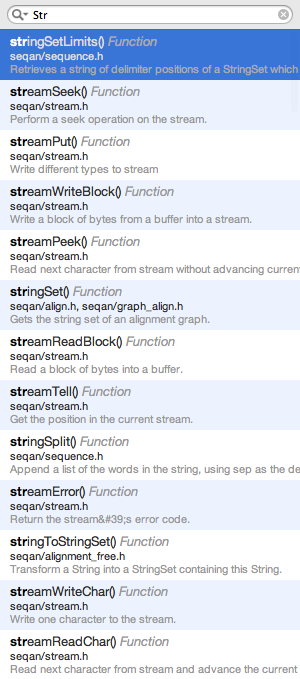 Str
stringSetLimits() Function
seqan/sequence.h
Retrieves a string of delimiter positions of a StringSet which
streamSeek() Function
seqan/stream.h
Perform a seek operation on the stream.
streamPut() Function
seqan/stream.h
Write different types to stream
streamWriteBlock() Function
seqan/stream.h
Write a block of bytes from a buffer into a stream.
streamPeek() Function
seqan/stream.h
Read next character from stream without advancing current
stringSet() Function
seqan/align.h, seqan/graph_align.h
Gets the string set of an alignment graph.
streamReadBlock() Function
seqan/stream.h
Read a block of bytes into a buffer.
streamTell() Function
seqan/stream.h
Get the position in the current stream.
stringSplit() Function
seqan/sequence.h
Append a list of the words in the string, using sep as the de
streamError() Function
seqan/stream.h
Return the stream&#39;s error code.
stringToStringSet() Function
seqan/alignment_free.h
Transform a String into a StringSet containing this String.
streamWriteChar() Function
seqan/stream.h
Write one character to the stream.
streamReadChar() Function
seqan/stream.h
Read next character from stream and advance the current